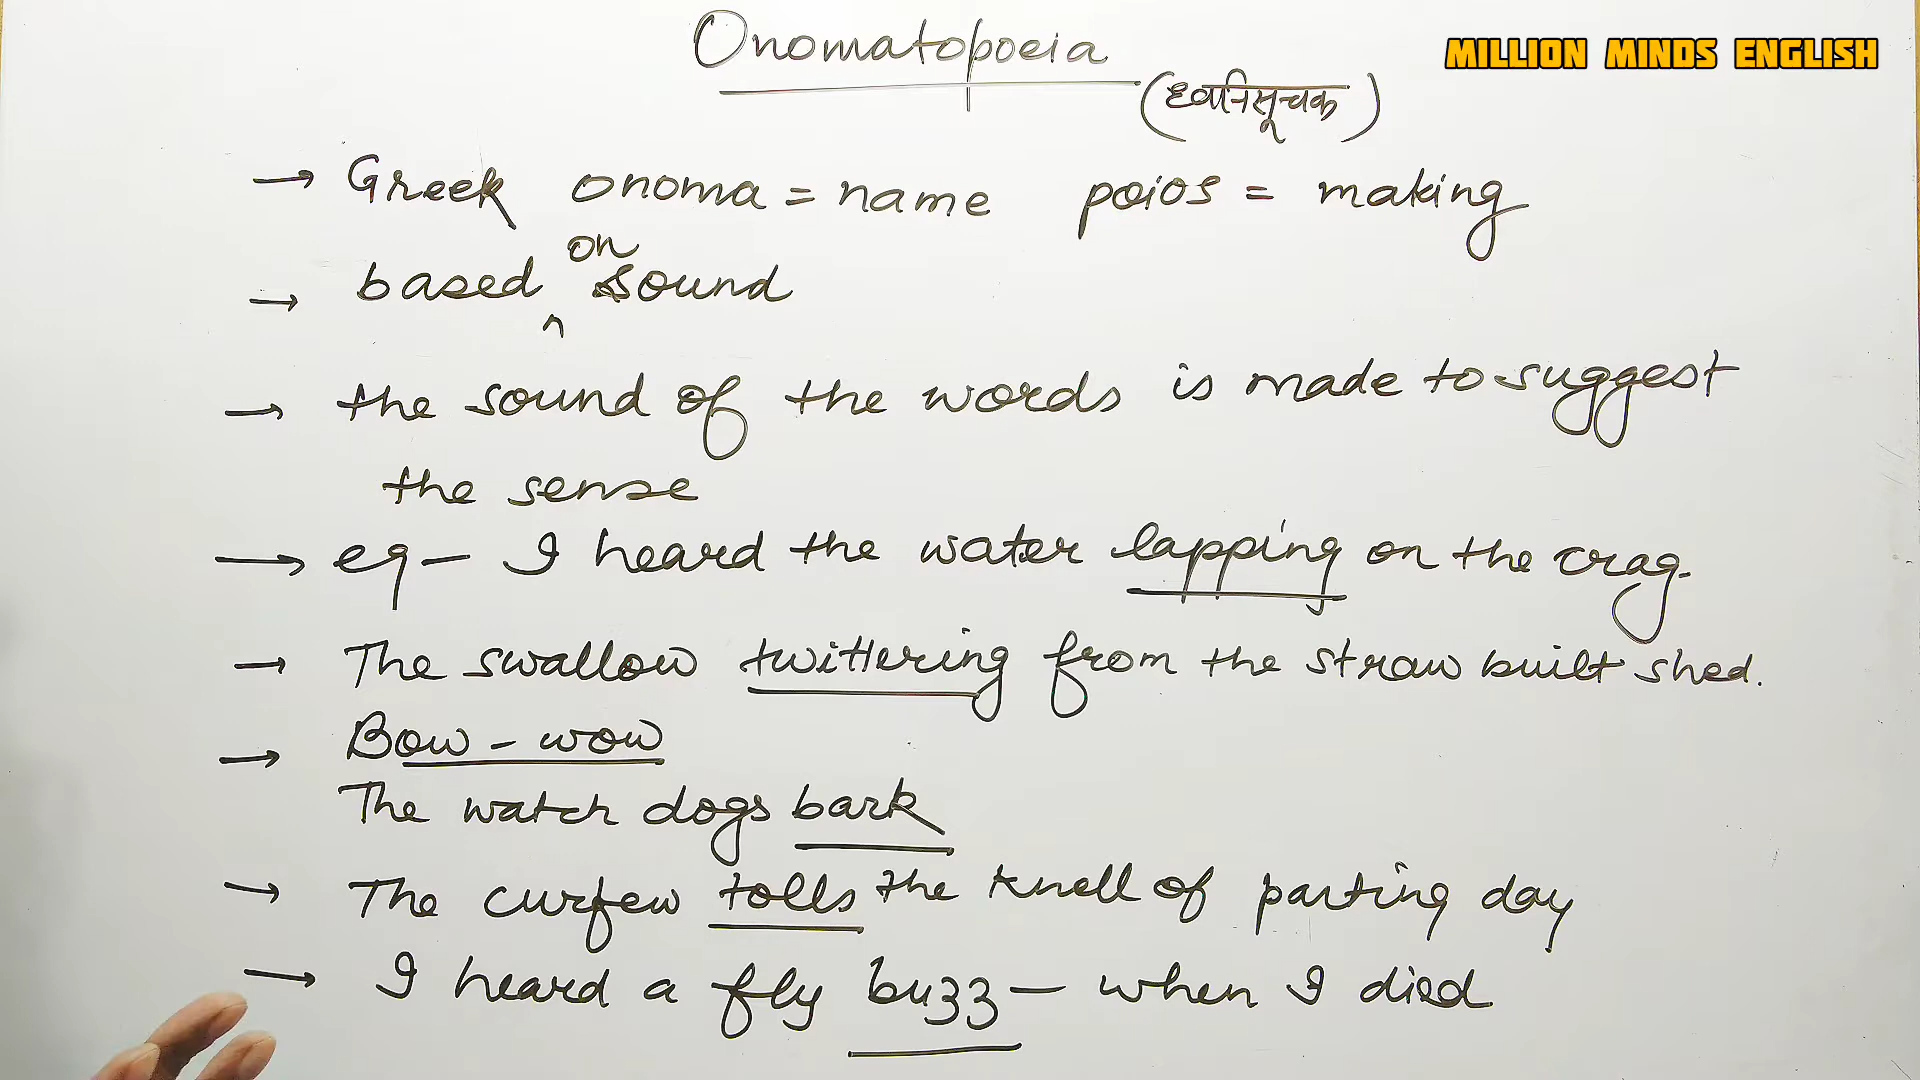 Onomatopoeia
MILLION MINDS ENGLISH
(ध्वनिसूचक)
→ Greek onoma = name poios = making
→ based ^ on sound
→ the sound of the words is made to suggest
the sense
→ eg - I heard the water lapping on the crag.
→ The swallow twittering from the straw built shed.
→ Bow - wow
The watch dogs bark
→ The curfew tolls the knell of parting day
→ I heard a fly buzz - when I died